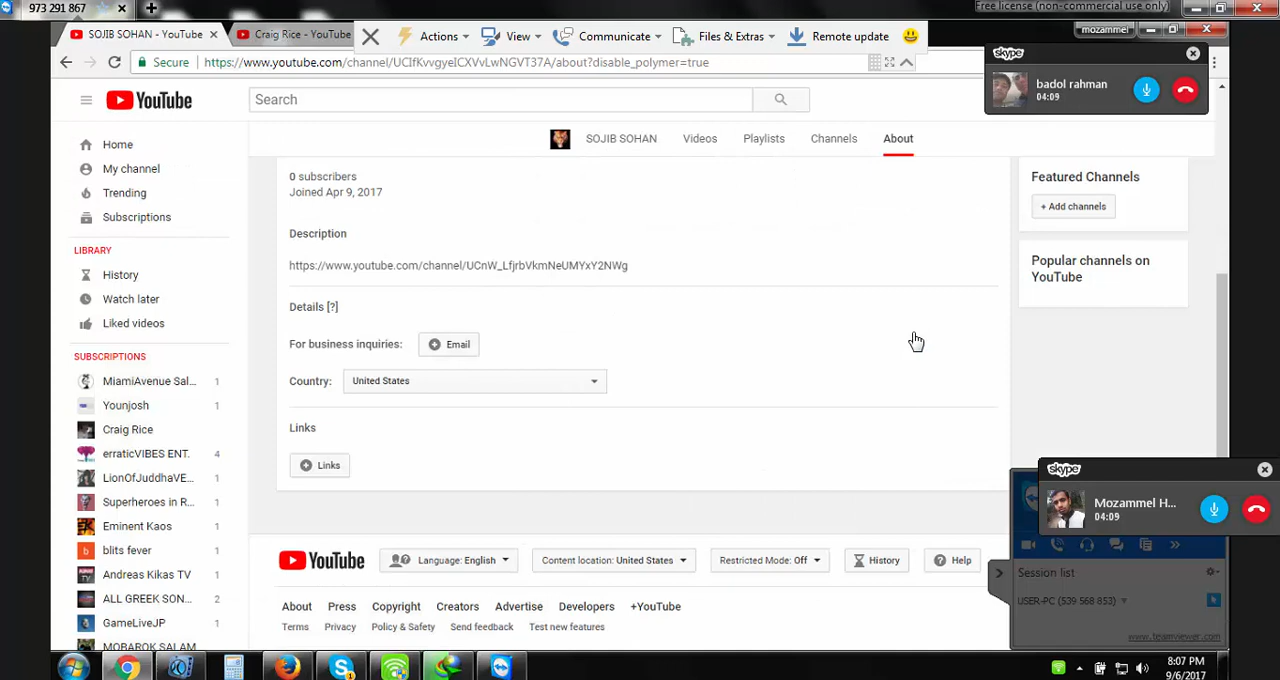 973 291 867
Free license (non-commercial use only)
SOJIB SOHAN - YouTube
Craig Rice - YouTube
Actions
View
Communicate
Files & Extras
Remote update
mozammel
Secure
https://www.youtube.com/channel/UCIfKvvgyeICXVvLwNGVT37A/about?disable_polymer=true
skype
badol rahman
04:09
YouTube
Search
SOJIB SOHAN
Videos
Playlists
Channels
About
Home
My channel
Trending
Subscriptions
LIBRARY
History
Watch later
Liked videos
SUBSCRIPTIONS
MiamiAvenue Sal... 1
Younjosh 1
Craig Rice
erraticVIBES ENT. 4
LionOfJuddhaVE... 1
Superheroes in R... 1
Eminent Kaos 1
blits fever 1
Andreas Kikas TV 1
ALL GREEK SON... 2
GameLiveJP 1
MOBAROK SALAM
0 subscribers
Joined Apr 9, 2017
Description
https://www.youtube.com/channel/UCnW_LfjrbVkmNeUMYxY2NWg
Details [?]
For business inquiries:
Email
Country:
United States
Links
Links
Featured Channels
+ Add channels
Popular channels on
YouTube
YouTube
Language: English
Content location: United States
Restricted Mode: Off
History
Help
About
Press
Copyright
Creators
Advertise
Developers
+YouTube
Terms
Privacy
Policy & Safety
Send feedback
Test new features
skype
Mozammel H...
04:09
Session list
USER-PC (539 568 853)
www.teamviewer.com
8:07 PM
9/6/2017